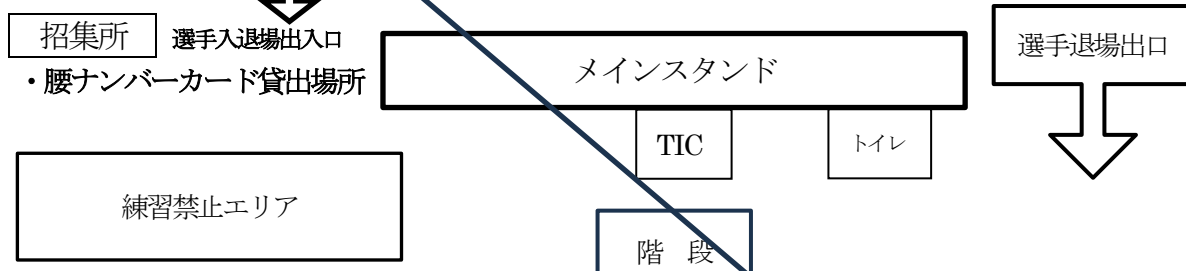 招集所
選手入退場出入口
・腰ナンバーカード貸出場所
メインスタンド
選手退場出口
TIC
トイレ
練習禁止エリア
階 段